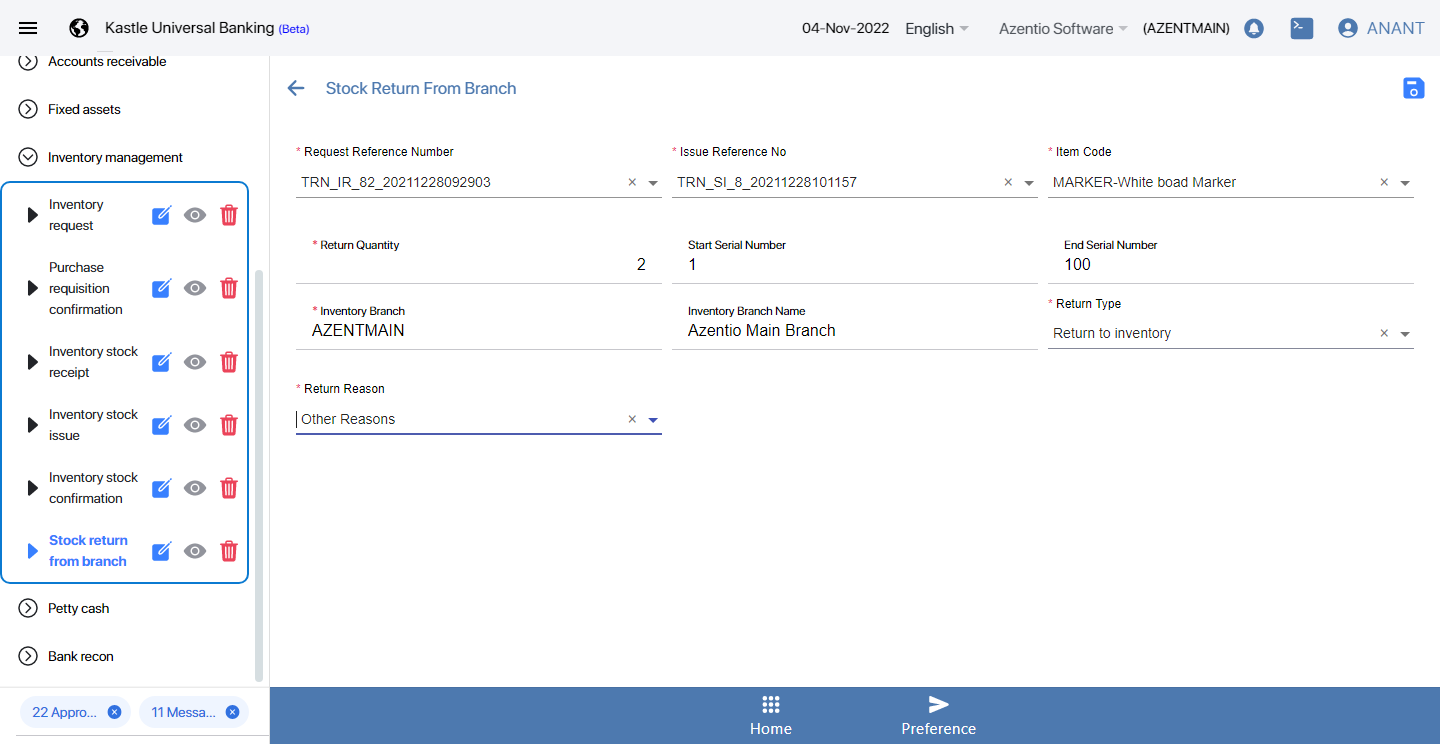 Kastle Universal Banking (Beta)
04-Nov-2022
English
Azentio Software
(AZENTMAIN)
ANANT
Accounts receivable
Fixed assets
Inventory management
Inventory
request
Purchase
requisition
confirmation
Inventory stock
receipt
Inventory stock
issue
Inventory stock
confirmation
Stock return
from branch
Petty cash
Bank recon
22 Appro...
11 Messa...
Stock Return From Branch
* Request Reference Number
TRN_IR_82_20211228092903
* Issue Reference No
TRN_SI_8_20211228101157
* Item Code
MARKER-White boad Marker
* Return Quantity
2
Start Serial Number
1
End Serial Number
100
* Inventory Branch
AZENTMAIN
Inventory Branch Name
Azentio Main Branch
* Return Type
Return to inventory
* Return Reason
Other Reasons
Home
Preference